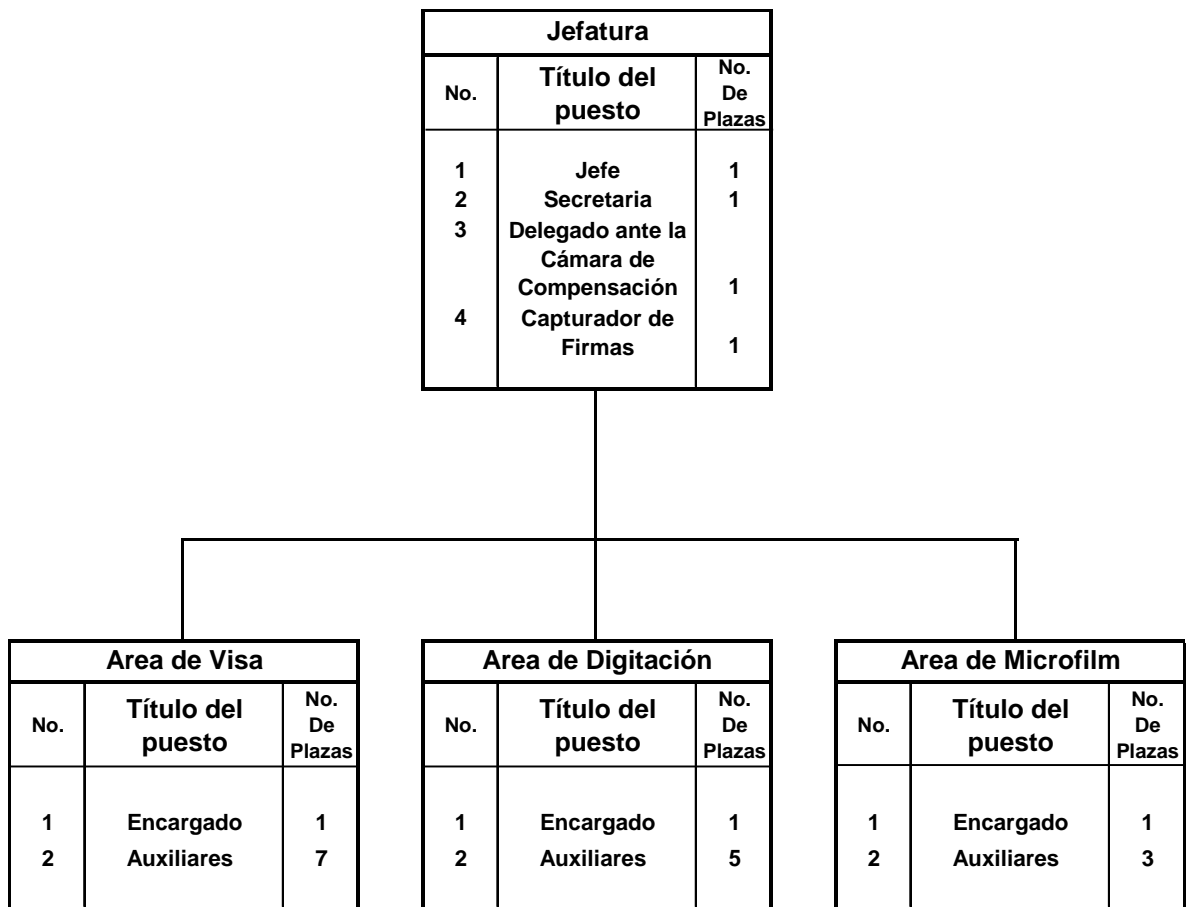 Jefatura
No. Título del puesto No. De Plazas
1 Jefe 1
2 Secretaria 1
3 Delegado ante la
Cámara de
Compensación 1
4 Capturador de
Firmas 1
Area de Visa
No. Título del puesto No. De Plazas
1 Encargado 1
2 Auxiliares 7
Area de Digitación
No. Título del puesto No. De Plazas
1 Encargado 1
2 Auxiliares 5
Area de Microfilm
No. Título del puesto No. De Plazas
1 Encargado 1
2 Auxiliares 3